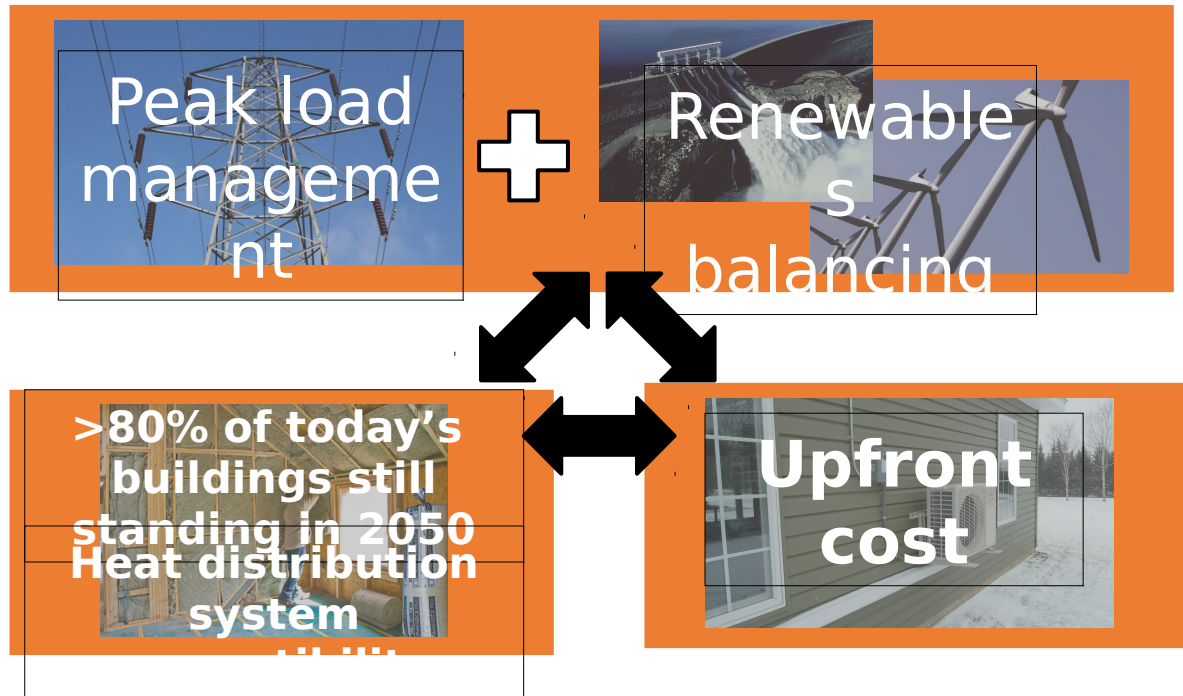 Peak load
manageme
nt
Renewable
s
balancing
>80% of today’s
buildings still
standing in 2050
Heat distribution
system
Upfront
cost